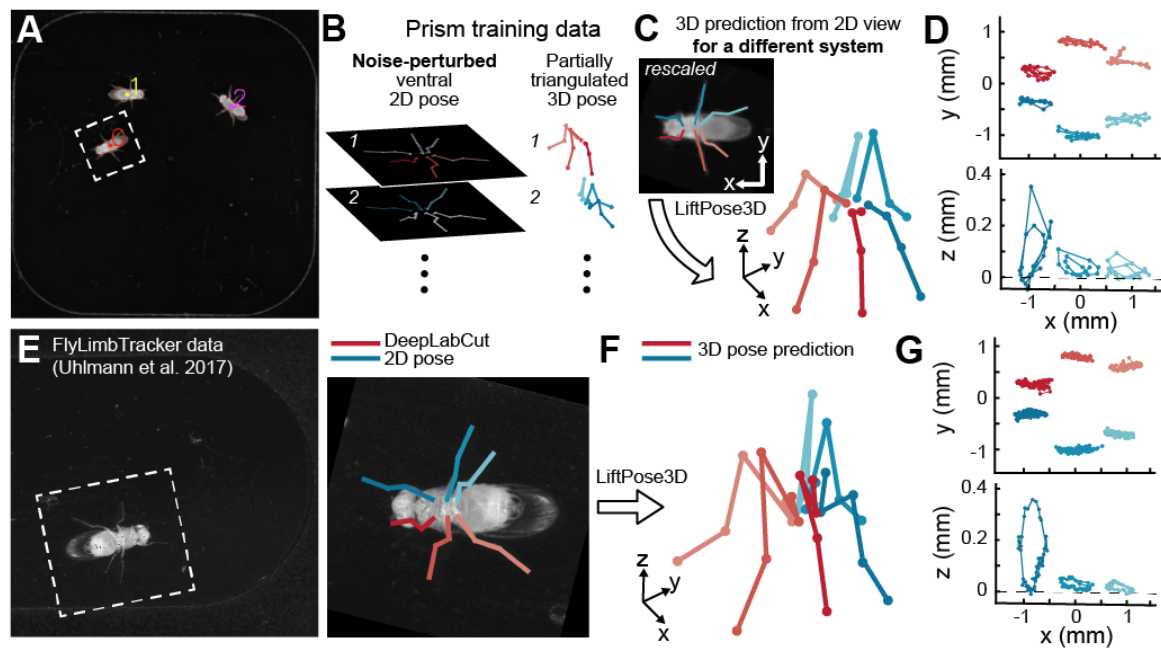 A
1
2
0
B
Prism training data
Noise-perturbed
ventral
2D pose
Partially
triangulated
3D pose
1
2
1
2
C
3D prediction from 2D view
for a different system
rescaled
y
x
LiftPose3D
z
y
x
D
y (mm)
1
0
-1
z (mm)
0.4
0.2
0
-1
0
1
x (mm)
E
FlyLimbTracker data
(Uhlmann et al. 2017)
DeepLabCut
2D pose
LiftPose3D
F
3D pose prediction
z
y
x
G
y (mm)
1
0
-1
z (mm)
0.4
0.2
0
-1
0
1
x (mm)